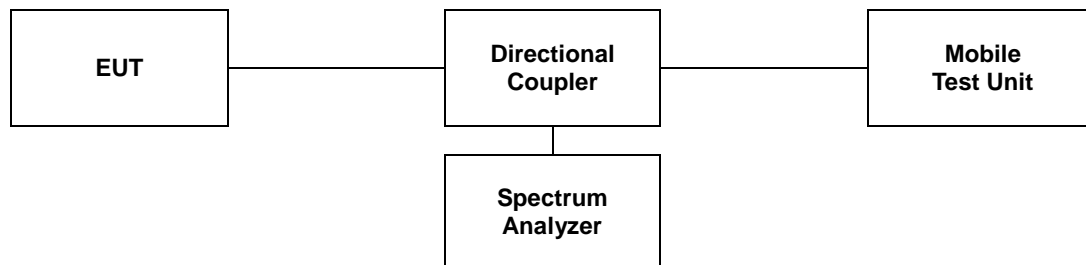 EUT
Directional
Coupler
Mobile
Test Unit
Spectrum
Analyzer